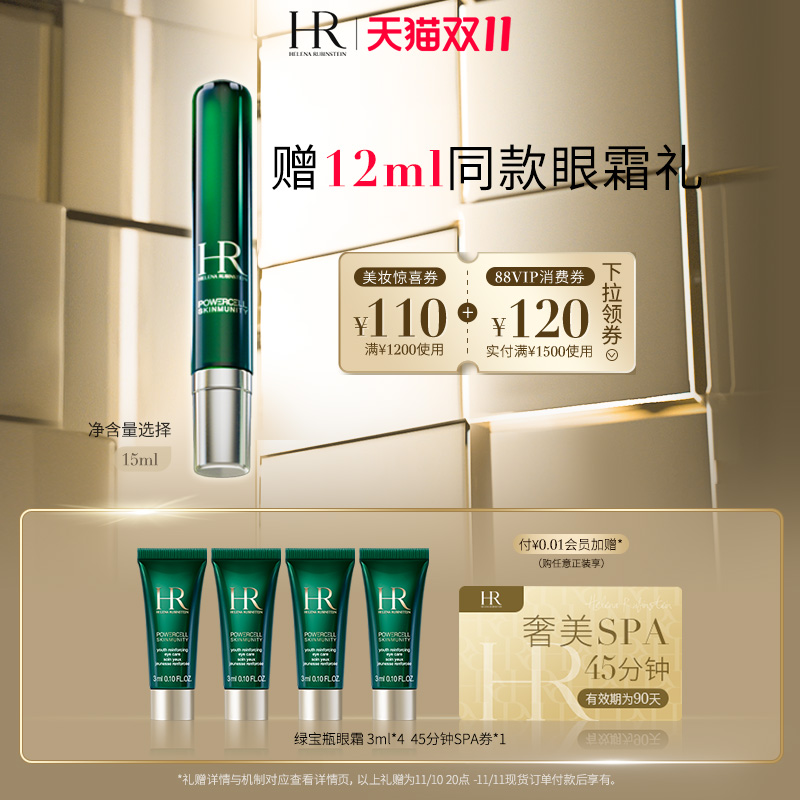 HR
HELENA RUBINSTEIN
天猫双11
赠12ml同款眼霜礼
HR
HELENA RUBINSTEIN
POWERCELL
SKINMUNITY
美妆惊喜券
¥110
满¥1200使用
+
88VIP消费券
¥120
实付满¥1500使用
下拉领券
净含量选择
15ml
付¥0.01会员加赠*
(购任意正装享)
HR
HELENA RUBINSTEIN
POWERCELL
SKINMUNITY
youth reinforcing
eye care
soin yeux
jeunesse renforcée
3 ml 0.10 FL.OZ.
HR
HELENA RUBINSTEIN
POWERCELL
SKINMUNITY
youth reinforcing
eye care
soin yeux
jeunesse renforcée
3 ml 0.10 FL.OZ.
HR
HELENA RUBINSTEIN
POWERCELL
SKINMUNITY
youth reinforcing
eye care
soin yeux
jeunesse renforcée
3 ml 0.10 FL.OZ.
HR
HELENA RUBINSTEIN
POWERCELL
SKINMUNITY
youth reinforcing
eye care
soin yeux
jeunesse renforcée
3 ml 0.10 FL.OZ.
HR
Helena Rubinstein
奢美SPA
45分钟
HR
有效期为90天
绿宝瓶眼霜 3ml*4 45分钟SPA券*1
*礼赠详情与机制对应查看详情页, 以上礼赠为11/10 20点 -11/11现货订单付款后享有。